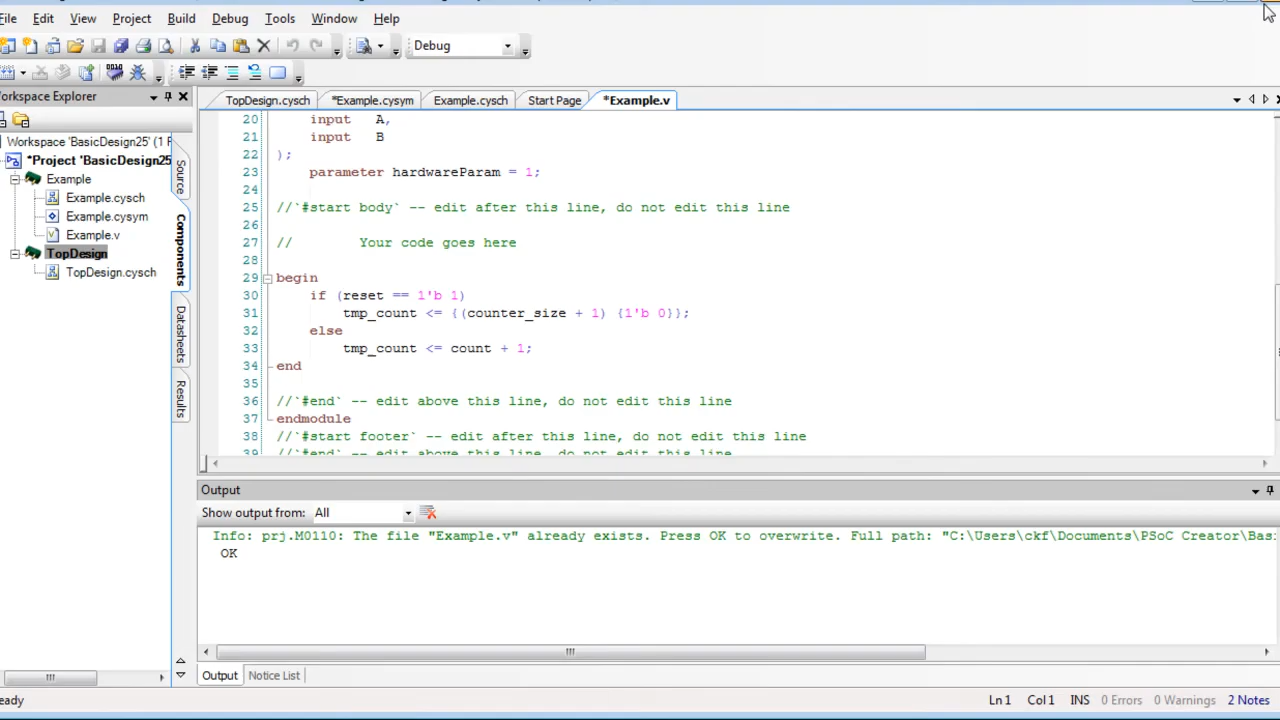 File Edit View Project Build Debug Tools Window Help
Debug
Workspace Explorer
TopDesign.cysch *Example.cysym Example.cysch Start Page *Example.v
Workspace 'BasicDesign25' (1
*Project 'BasicDesign25
Example
Example.cysch
Example.cysym
Example.v
TopDesign
TopDesign.cysch
Source
Components
Datasheets
Results
20 input A,
21 input B
22 );
23 parameter hardwareParam = 1;
24
25 //`#start body` -- edit after this line, do not edit this line
26
27 // Your code goes here
28
29 begin
30 if (reset == 1'b 1)
31 tmp_count <= {(counter_size + 1) {1'b 0}};
32 else
33 tmp_count <= count + 1;
34 end
35
36 //`#end` -- edit above this line, do not edit this line
37 endmodule
38 //`#start footer` -- edit after this line, do not edit this line
39 //`#end` -- edit above this line, do not edit this line
Output
Show output from: All
Info: prj.M0110: The file "Example.v" already exists. Press OK to overwrite. Full path: "C:\Users\ckf\Documents\PSoC Creator\Bas
OK
Output Notice List
eady Ln 1 Col 1 INS 0 Errors 0 Warnings 2 Notes